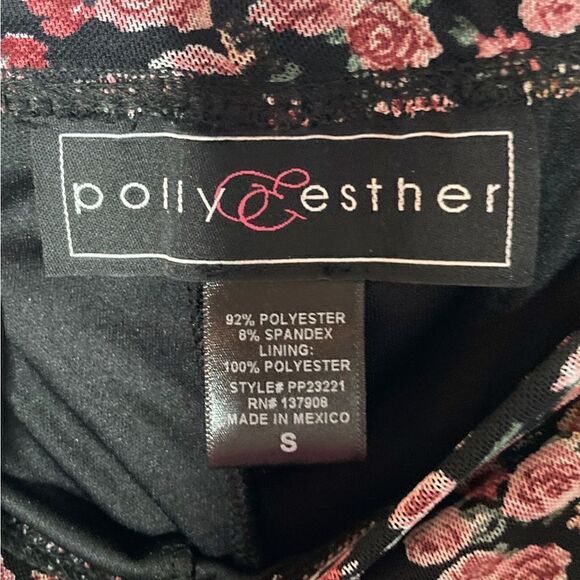 polly & esther
92% POLYESTER
8% SPANDEX
LINING:
100% POLYESTER
STYLE# PP23221
RN# 137908
MADE IN MEXICO
S